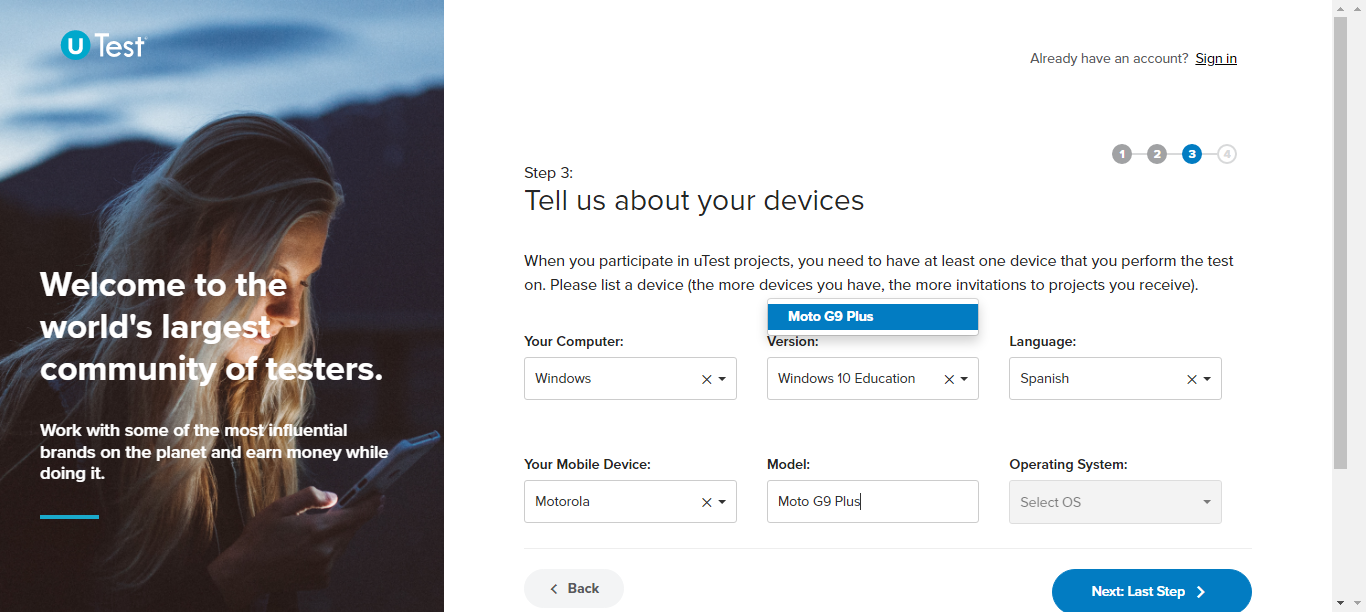 uTest
Welcome to the
world's largest
community of testers.
Work with some of the most influential
brands on the planet and earn money while
doing it.
Already have an account? Sign in
1 2 3 4
Step 3:
Tell us about your devices
When you participate in uTest projects, you need to have at least one device that you perform the test
on. Please list a device (the more devices you have, the more invitations to projects you receive).
Moto G9 Plus
Your Computer: Version: Language:
Windows Windows 10 Education Spanish
Your Mobile Device: Model: Operating System:
Motorola Moto G9 Plus Select OS
Back Next: Last Step